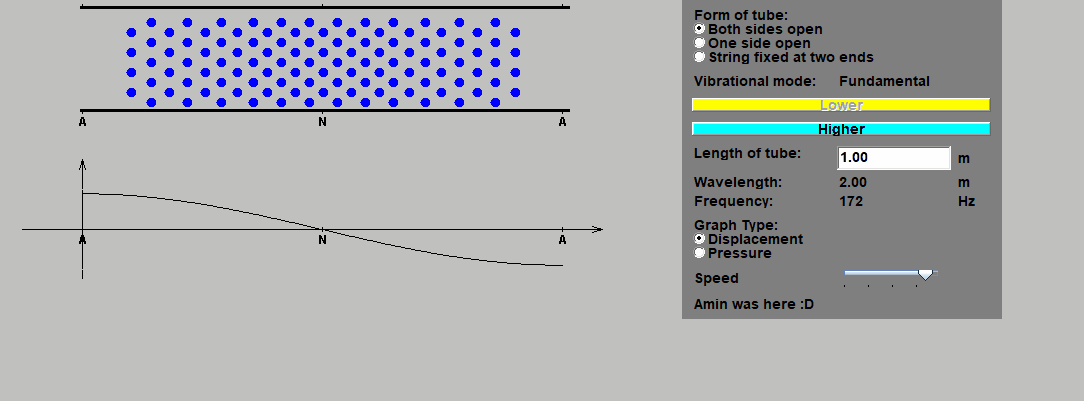 A N A
A N A
Form of tube:
Both sides open
One side open
String fixed at two ends
Vibrational mode: Fundamental
Lower
Higher
Length of tube: 1.00 m
Wavelength: 2.00 m
Frequency: 172 Hz
Graph Type:
Displacement
Pressure
Speed
Amin was here :D